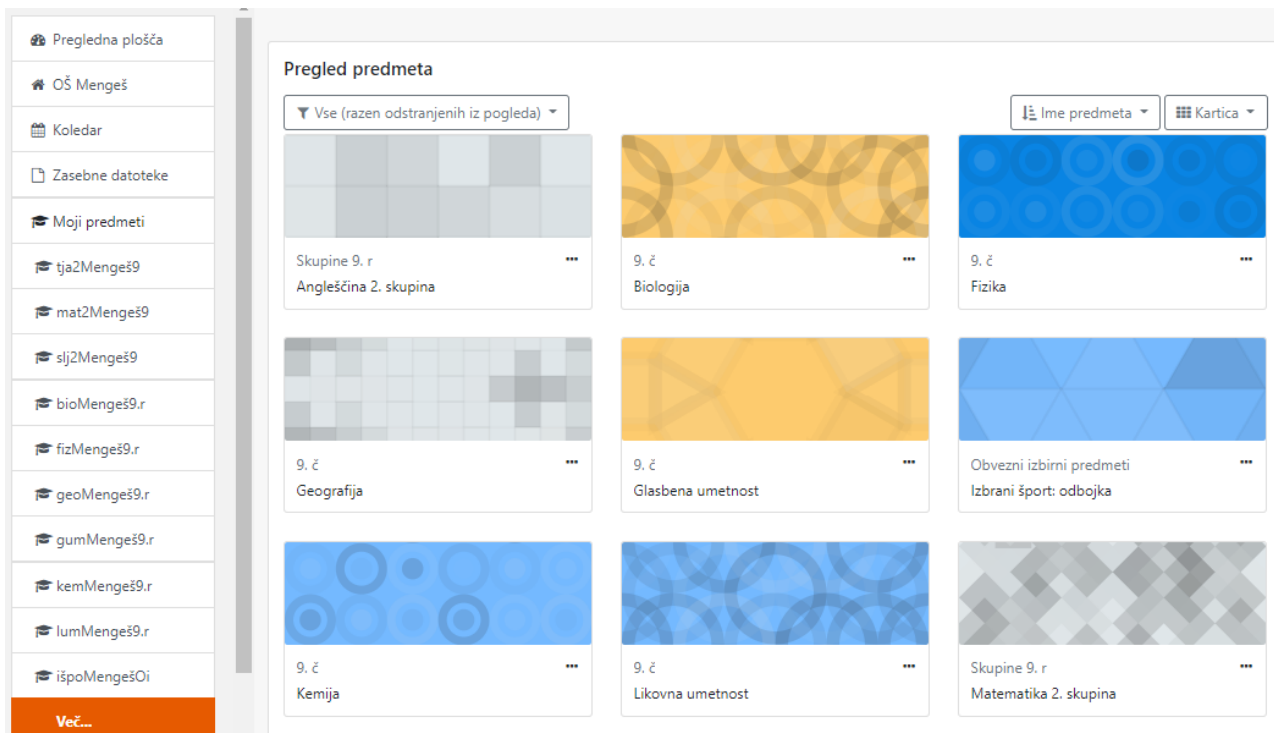 Pregledna plošča
OŠ Mengeš
Koledar
Zasebne datoteke
Moji predmeti
tja2Mengeš9
mat2Mengeš9
slj2Mengeš9
bioMengeš9.r
fizMengeš9.r
geoMengeš9.r
gumMengeš9.r
kemMengeš9.r
lumMengeš9.r
išpoMengešOi
Več...
Pregled predmeta
Vse (razen odstranjenih iz pogleda)
Ime predmeta
Kartica
Skupine 9. r
Angleščina 2. skupina
9. č
Biologija
9. č
Fizika
9. č
Geografija
9. č
Glasbena umetnost
Obvezni izbirni predmeti
Izbrani šport: odbojka
9. č
Kemija
9. č
Likovna umetnost
Skupine 9. r
Matematika 2. skupina